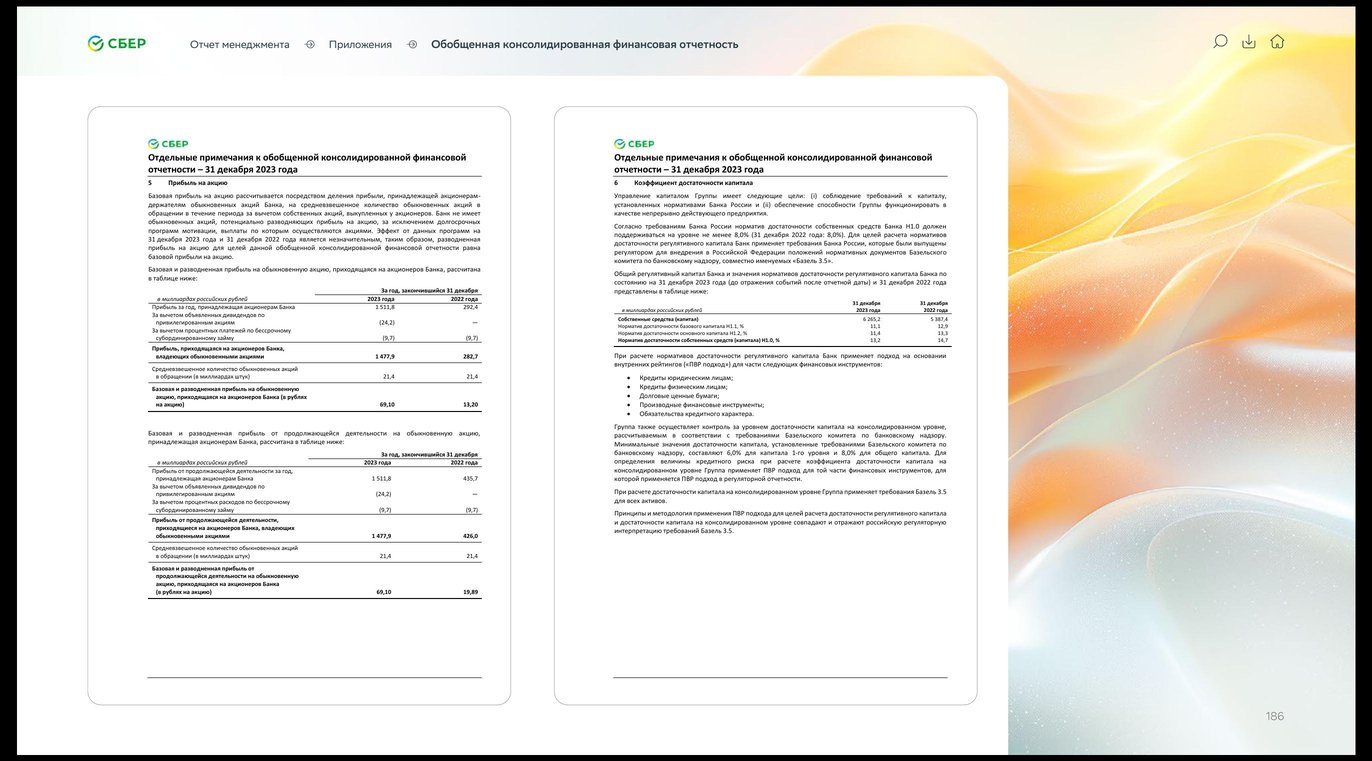 СБЕР
Отчет менеджмента
Приложения
Обобщенная консолидированная финансовая отчетность
СБЕР
Отдельные примечания к обобщенной консолидированной финансовой
отчетности – 31 декабря 2023 года
5 Прибыль на акцию
Базовая прибыль на акцию рассчитывается посредством деления прибыли, принадлежащей акционерам-
держателям обыкновенных акций Банка, на средневзвешенное количество обыкновенных акций в
обращении в течение периода за вычетом собственных акций, выкупленных у акционеров. Банк не имеет
обыкновенных акций, потенциально разводняющих прибыль на акцию, за исключением долгосрочных
программ мотивации, выплаты по которым осуществляются акциями. Эффект от данных программ на
31 декабря 2023 года и 31 декабря 2022 года является незначительным, таким образом, разводненная
прибыль на акцию для целей данной обобщенной консолидированной финансовой отчетности равна
базовой прибыли на акцию.
Базовая и разводненная прибыль на обыкновенную акцию, приходящаяся на акционеров Банка, рассчитана
в таблице ниже:
За год, закончившийся 31 декабря
в миллиардах российских рублей 2023 года 2022 года
Прибыль за год, принадлежащая акционерам Банка 1 511,8 292,4
За вычетом объявленных дивидендов по
привилегированным акциям (24,2) —
За вычетом процентных платежей по бессрочному
субординированному займу (9,7) (9,7)
Прибыль, приходящаяся на акционеров Банка,
владеющих обыкновенными акциями 1 477,9 282,7
Средневзвешенное количество обыкновенных акций
в обращении (в миллиардах штук) 21,4 21,4
Базовая и разводненная прибыль на обыкновенную
акцию, приходящаяся на акционеров Банка (в рублях
на акцию) 69,10 13,20
Базовая и разводненная прибыль от продолжающейся деятельности на обыкновенную акцию,
принадлежащая акционерам Банка, рассчитана в таблице ниже:
За год, закончившийся 31 декабря
в миллиардах российских рублей 2023 года 2022 года
Прибыль от продолжающейся деятельности за год,
принадлежащая акционерам Банка 1 511,8 435,7
За вычетом объявленных дивидендов по
привилегированным акциям (24,2) —
За вычетом процентных расходов по бессрочному
субординированному займу (9,7) (9,7)
Прибыль от продолжающейся деятельности,
приходящиеся на акционеров Банка, владеющих
обыкновенными акциями 1 477,9 426,0
Средневзвешенное количество обыкновенных акций
в обращении (в миллиардах штук) 21,4 21,4
Базовая и разводненная прибыль от
продолжающейся деятельности на обыкновенную
акцию, приходящаяся на акционеров Банка
(в рублях на акцию) 69,10 19,89
СБЕР
Отдельные примечания к обобщенной консолидированной финансовой
отчетности – 31 декабря 2023 года
6 Коэффициент достаточности капитала
Управление капиталом Группы имеет следующие цели: (i) соблюдение требований к капиталу,
установленных нормативами Банка России и (ii) обеспечение способности Группы функционировать в
качестве непрерывно действующего предприятия.
Согласно требованиям Банка России норматив достаточности собственных средств Банка Н1.0 должен
поддерживаться на уровне не менее 8,0% (31 декабря 2022 года: 8,0%). Для целей расчета нормативов
достаточности регулятивного капитала Банк применяет требования Банка России, которые были выпущены
регулятором для внедрения в Российской Федерации положений нормативных документов Базельского
комитета по банковскому надзору, совместно именуемых «Базель 3.5».
Общий регулятивный капитал Банка и значения нормативов достаточности регулятивного капитала Банка по
состоянию на 31 декабря 2023 года (до отражения событий после отчетной даты) и 31 декабря 2022 года
представлены в таблице ниже:
31 декабря 31 декабря
в миллиардах российских рублей 2023 года 2022 года
Собственные средства (капитал) 6 265,2 5 387,4
Норматив достаточности базового капитала Н1.1, % 11,1 12,9
Норматив достаточности основного капитала Н1.2, % 11,4 13,3
Норматив достаточности собственных средств (капитала) Н1.0, % 13,2 14,7
При расчете нормативов достаточности регулятивного капитала Банк применяет подход на основании
внутренних рейтингов («ПВР подход») для части следующих финансовых инструментов:
• Кредиты юридическим лицам;
• Кредиты физическим лицам;
• Долговые ценные бумаги;
• Производные финансовые инструменты;
• Обязательства кредитного характера.
Группа также осуществляет контроль за уровнем достаточности капитала на консолидированном уровне,
рассчитываемым в соответствии с требованиями Базельского комитета по банковскому надзору.
Минимальные значения достаточности капитала, установленные требованиями Базельского комитета по
банковскому надзору, составляют 6,0% для капитала 1-го уровня и 8,0% для общего капитала. Для
определения величины кредитного риска при расчете коэффициента достаточности капитала на
консолидированном уровне Группа применяет ПВР подход для той части финансовых инструментов, для
которой применяется ПВР подход в регуляторной отчетности.
При расчете достаточности капитала на консолидированном уровне Группа применяет требования Базель 3.5
для всех активов.
Принципы и методология применения ПВР подхода для целей расчета достаточности регулятивного капитала
и достаточности капитала на консолидированном уровне совпадают и отражают российскую регуляторную
интерпретацию требований Базель 3.5.
186